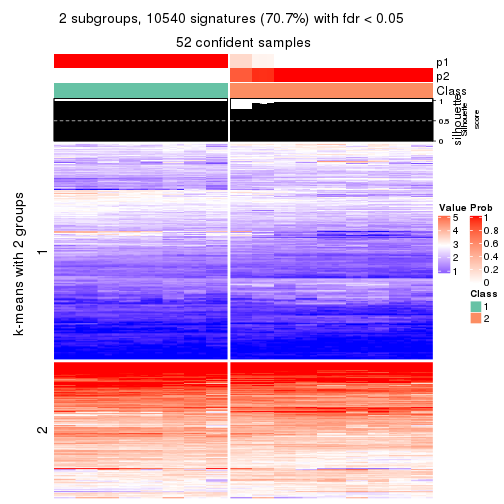 2 subgroups, 10540 signatures (70.7%) with fdr < 0.05
52 confident samples
p1
p2
Class
1
0.5
0
silhouette
Silhouette
score
k-means with 2 groups
1
2
Value
5
4
3
2
1
Prob
1
0.8
0.6
0.4
0.2
0
Class
1
2